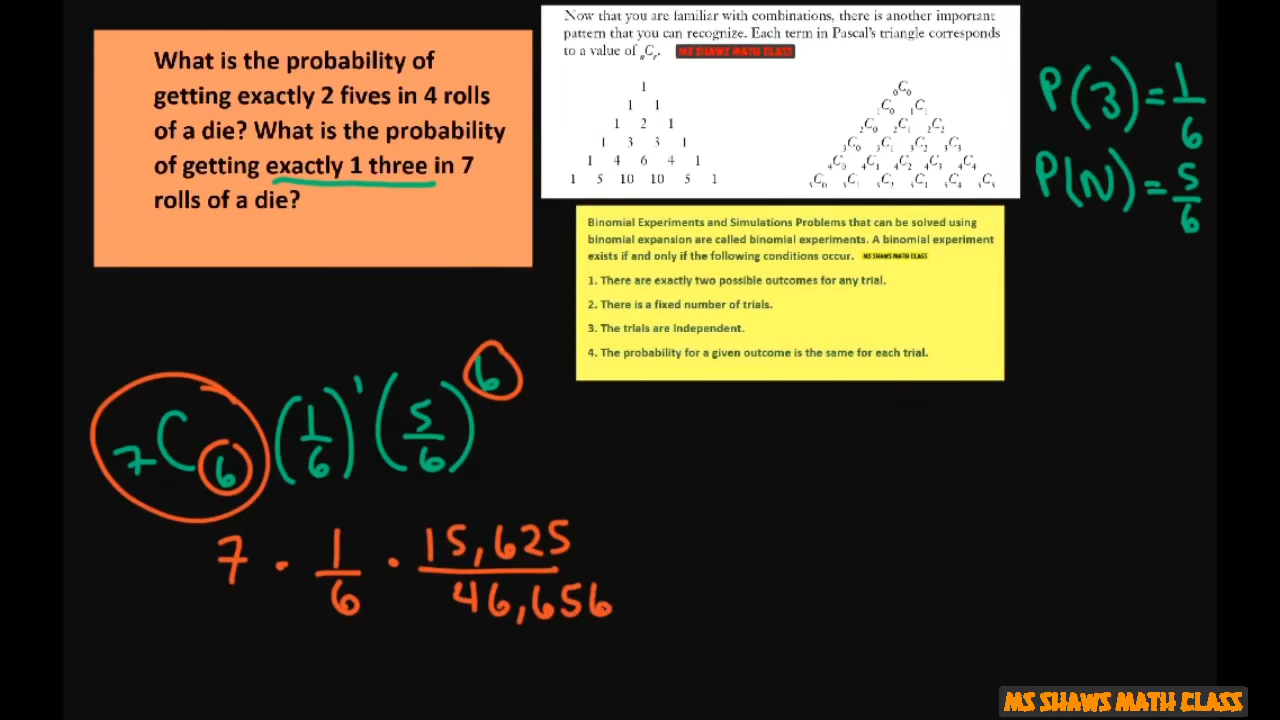 What is the probability of
getting exactly 2 fives in 4 rolls
of a die? What is the probability
of getting exactly 1 three in 7
rolls of a die?
Now that you are familiar with combinations, there is another important
pattern that you can recognize. Each term in Pascal's triangle corresponds
to a value of nCr. MS SHAWS MATH CLASS
1
1 1
1 2 1
1 3 3 1
1 4 6 4 1
1 5 10 10 5 1
0C0
1C0 1C1
2C0 2C1 2C2
3C0 3C1 3C2 3C3
4C0 4C1 4C2 4C3 4C4
P(3)=1/6
P(N)=5/6
Binomial Experiments and Simulations Problems that can be solved using
binomial expansion are called binomial experiments. A binomial experiment
exists if and only if the following conditions occur. MS SHAWS MATH CLASS
1. There are exactly two possible outcomes for any trial.
2. There is a fixed number of trials.
3. The trials are independent.
4. The probability for a given outcome is the same for each trial.
7C6 (1/6)^1 (5/6)^6
7 · 1/6 · 15,625/46,656
MS SHAWS MATH CLASS